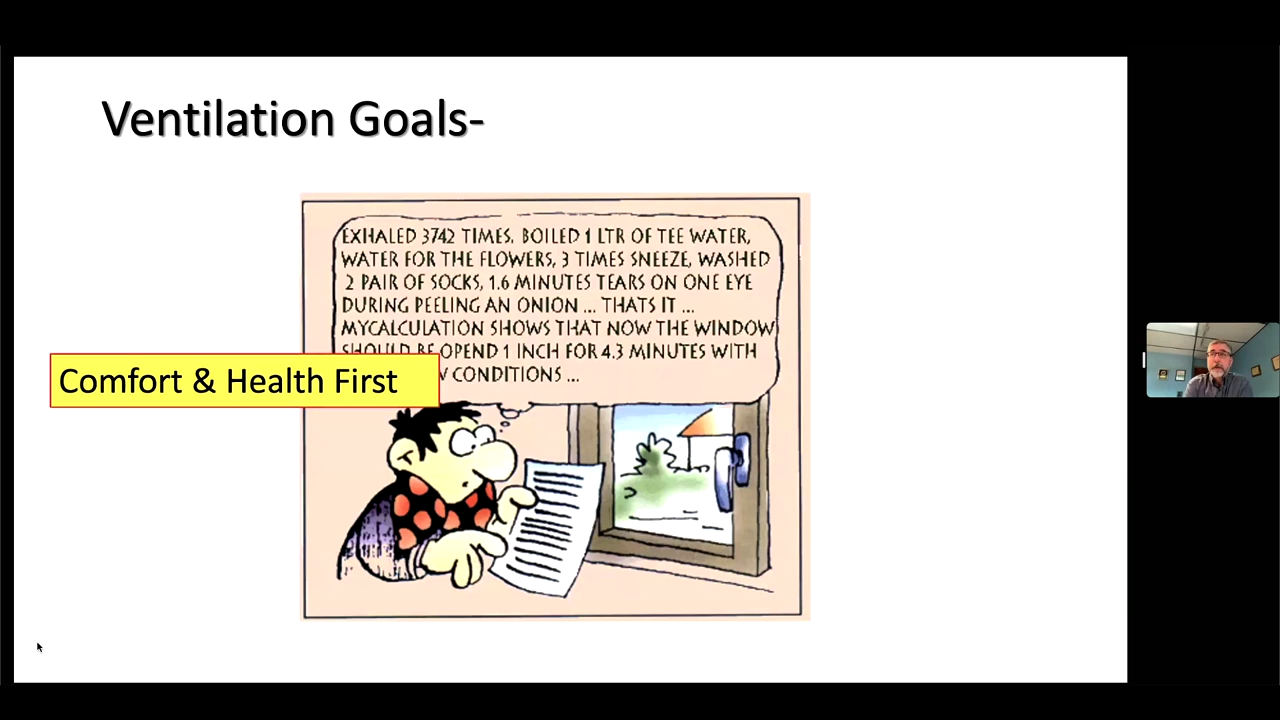 Ventilation Goals-
EXHALED 3742 TIMES. BOILED 1 LTR OF TEE WATER,
WATER FOR THE FLOWERS, 3 TIMES SNEEZE, WASHED
2 PAIR OF SOCKS, 1.6 MINUTES TEARS ON ONE EYE
DURING PEELING AN ONION ... THATS IT ...
MYCALCULATION SHOWS THAT NOW THE WINDOW
SHOULD BE OPEND 1 INCH FOR 4.3 MINUTES WITH
CONDITIONS ...
Comfort & Health First